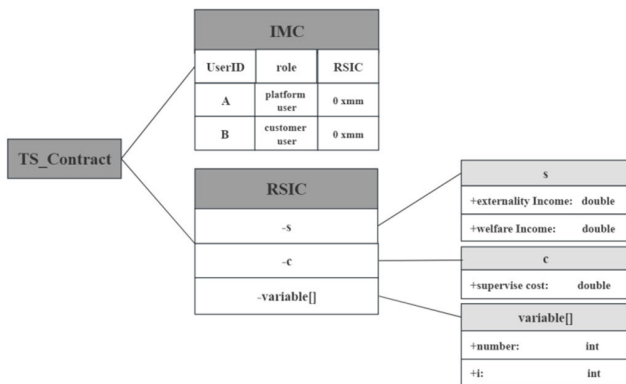 IMC
UserID role RSIC
A platform user 0 xmm
B customer user 0 xmm
TS_Contract
RSIC
-s
-c
-variable[]
s
+externality Income: double
+welfare Income: double
c
+supervise cost: double
variable[]
+number: int
+i: int